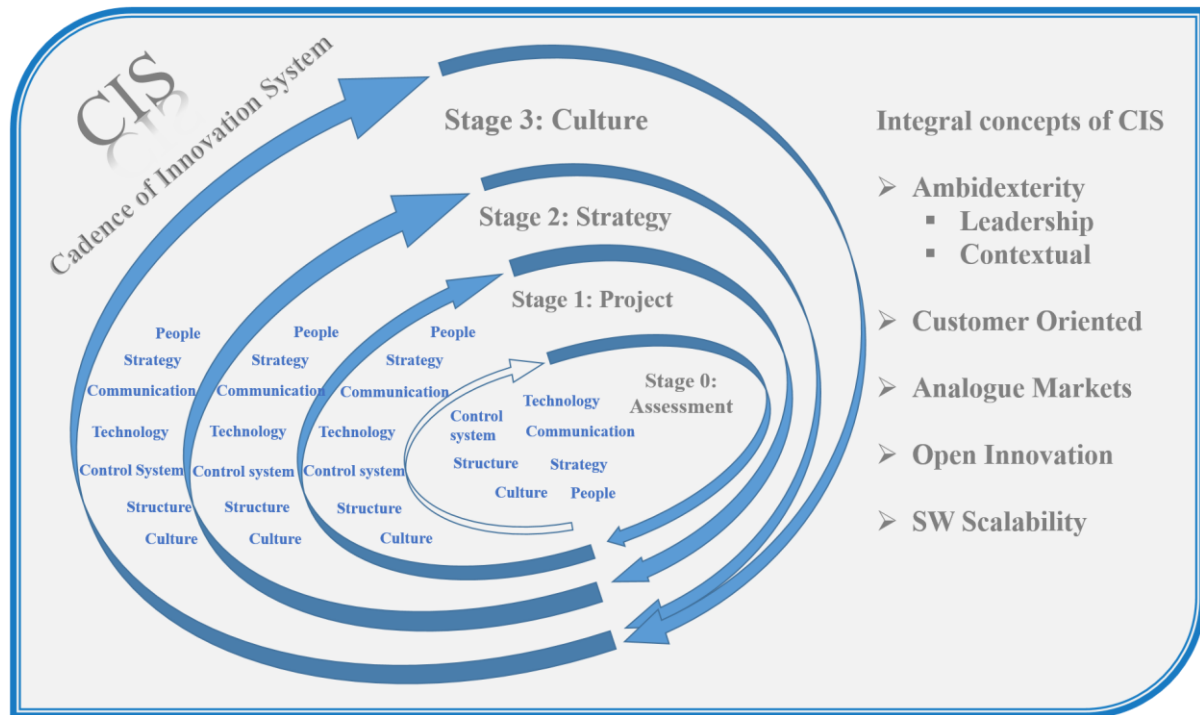 CIS
Cadence of Innovation System
Stage 3: Culture
Stage 2: Strategy
Stage 1: Project
Stage 0:
Assessment
People
Strategy
Communication
Technology
Control System
Structure
Culture
People
Strategy
Communication
Technology
Control system
Structure
Culture
People
Strategy
Communication
Technology
Control system
Structure
Culture
Technology
Control
system
Communication
Structure
Strategy
Culture
People
Integral concepts of CIS
➢ Ambidexterity
▪ Leadership
▪ Contextual
➢ Customer Oriented
➢ Analogue Markets
➢ Open Innovation
➢ SW Scalability